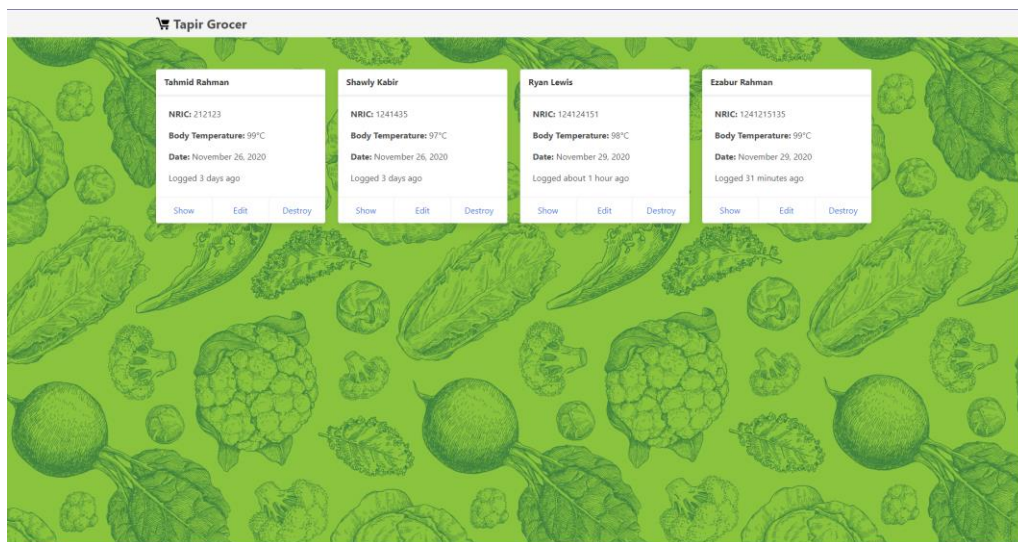 Tapir Grocer
Tahmid Rahman
NRIC: 212123
Body Temperature: 99°C
Date: November 26, 2020
Logged 3 days ago
Show Edit Destroy
Shawly Kabir
NRIC: 1241435
Body Temperature: 97°C
Date: November 26, 2020
Logged 3 days ago
Show Edit Destroy
Ryan Lewis
NRIC: 124124151
Body Temperature: 98°C
Date: November 29, 2020
Logged about 1 hour ago
Show Edit Destroy
Ezabur Rahman
NRIC: 1241215135
Body Temperature: 99°C
Date: November 29, 2020
Logged 31 minutes ago
Show Edit Destroy